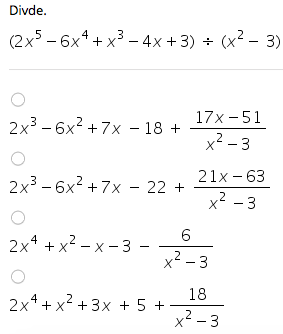 Divde.
(2x⁵ – 6x⁴ + x³ – 4x + 3) ÷ (x² – 3)
2x³ – 6x² + 7x – 18 + (17x – 51)/(x² – 3)
2x³ – 6x² + 7x – 22 + (21x – 63)/(x² – 3)
2x⁴ + x² – x – 3 – 6/(x² – 3)
2x⁴ + x² + 3x + 5 + 18/(x² – 3)